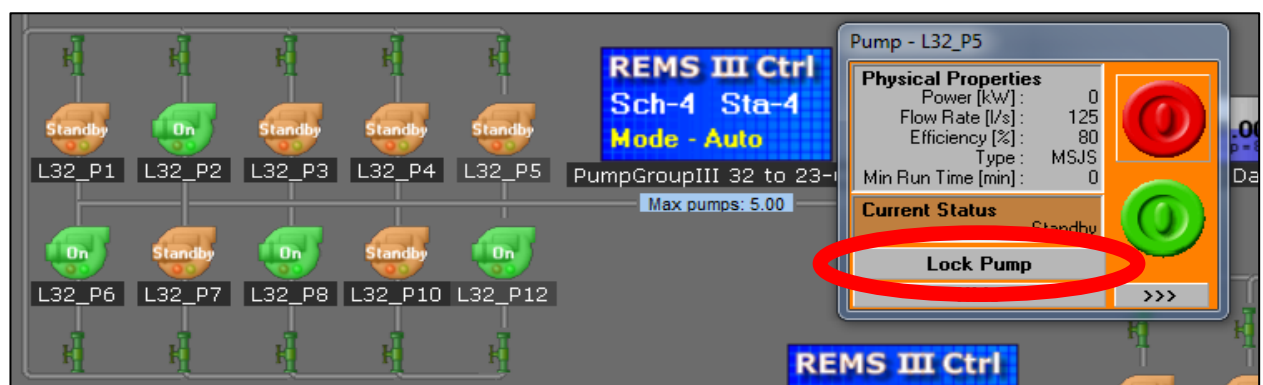 Standby
On
Standby
Standby
Standby
L32_P1
L32_P2
L32_P3
L32_P4
L32_P5
REMS III Ctrl
Sch-4 Sta-4
Mode - Auto
PumpGroupIII 32 to 23-
Max pumps: 5.00
On
Standby
On
Standby
On
L32_P6
L32_P7
L32_P8
L32_P10
L32_P12
Pump - L32_P5
Physical Properties
Power [kW] : 0
Flow Rate [l/s] : 125
Efficiency [%] : 80
Type : MSJS
Min Run Time [min] : 0
Current Status
Standby
Lock Pump
>>>
Da
REMS III Ctrl